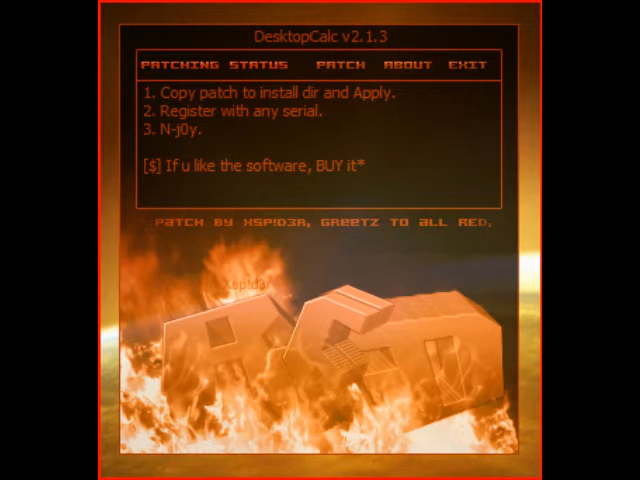 DesktopCalc v2.1.3
PATCHING STATUS PATCH ABOUT EXIT
1. Copy patch to install dir and Apply.
2. Register with any serial.
3. N-j0y.
[$] If u like the software, BUY it*
PATCH BY XSP!D3R, GREETZ TO ALL RED,
Xsp!d3r